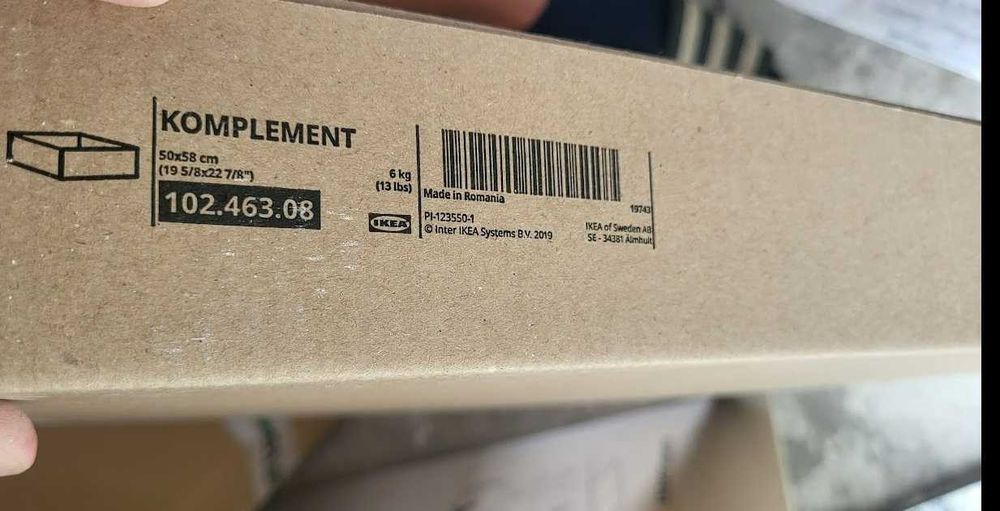 KOMPLEMENT
50x58 cm
(19 5/8x22 7/8")
102.463.08
6 kg
(13 lbs)
IKEA
Made in Romania
19743
PI-123550-1
© Inter IKEA Systems B.V. 2019
IKEA of Sweden AB
SE - 34381 Älmhult